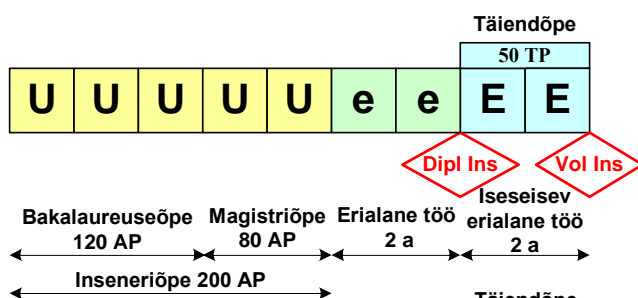 Täiendõpe
50 TP
U U U U U e e E E
Dipl Ins
Vol Ins
Bakalaureuseõpe
120 AP
Magistriõpe
80 AP
Erialane töö
2 a
Iseseisev
erialane töö
2 a
Inseneriõpe 200 AP
Täiendõpe